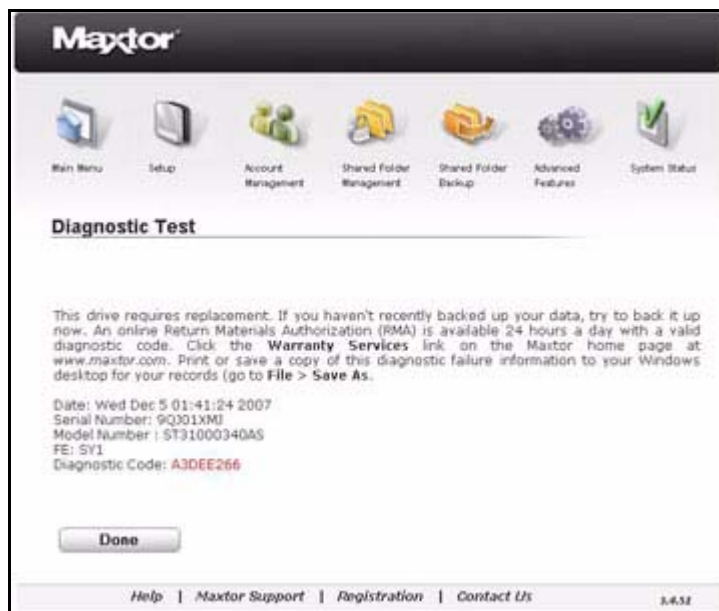 Maxtor
Main Menu
Setup
Account Management
Shared Folder Management
Shared Folder Backup
Advanced Features
System Status
Diagnostic Test
This drive requires replacement. If you haven't recently backed up your data, try to back it up
now. An online Return Materials Authorization (RMA) is available 24 hours a day with a valid
diagnostic code. Click the Warranty Services link on the Maxtor home page at
www.maxtor.com. Print or save a copy of this diagnostic failure information to your Windows
desktop for your records (go to File > Save As.
Date: Wed Dec 5 01:41:24 2007
Serial Number: 9QJ01XMJ
Model Number : ST31000340AS
FE: SY1
Diagnostic Code: A3DEE266
Done
Help | Maxtor Support | Registration | Contact Us